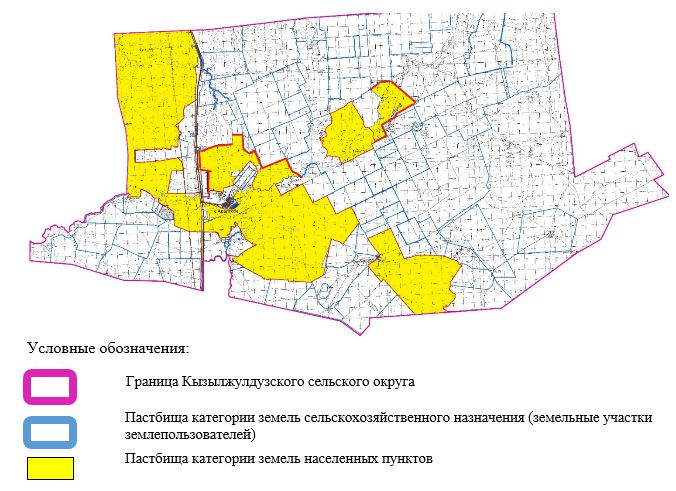 Условные обозначения:
Граница Кызылжулдузского сельского округа
Пастбища категории земель сельскохозяйственного назначения (земельные участки
землепользователей)
Пастбища категории земель населенных пунктов